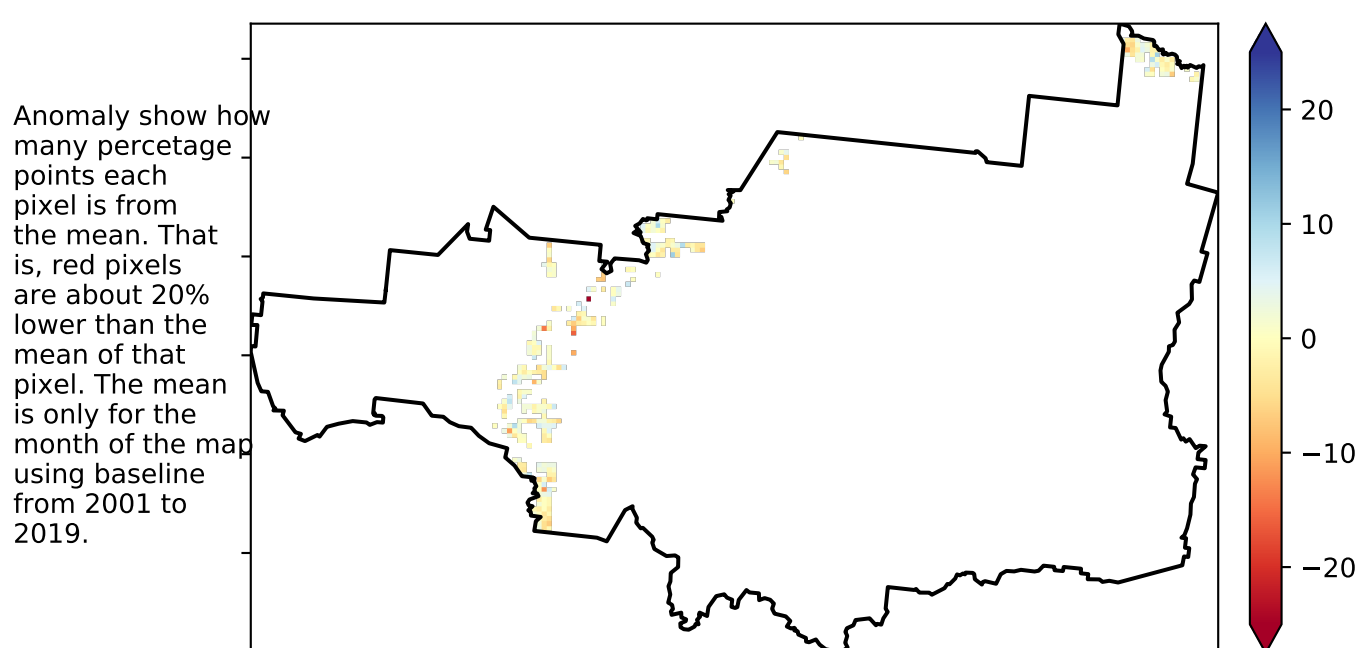 Anomaly show how
many percetage
points each
pixel is from
the mean. That
is, red pixels
are about 20%
lower than the
mean of that
pixel. The mean
is only for the
month of the map
using baseline
from 2001 to
2019.
20
10
0
−10
−20